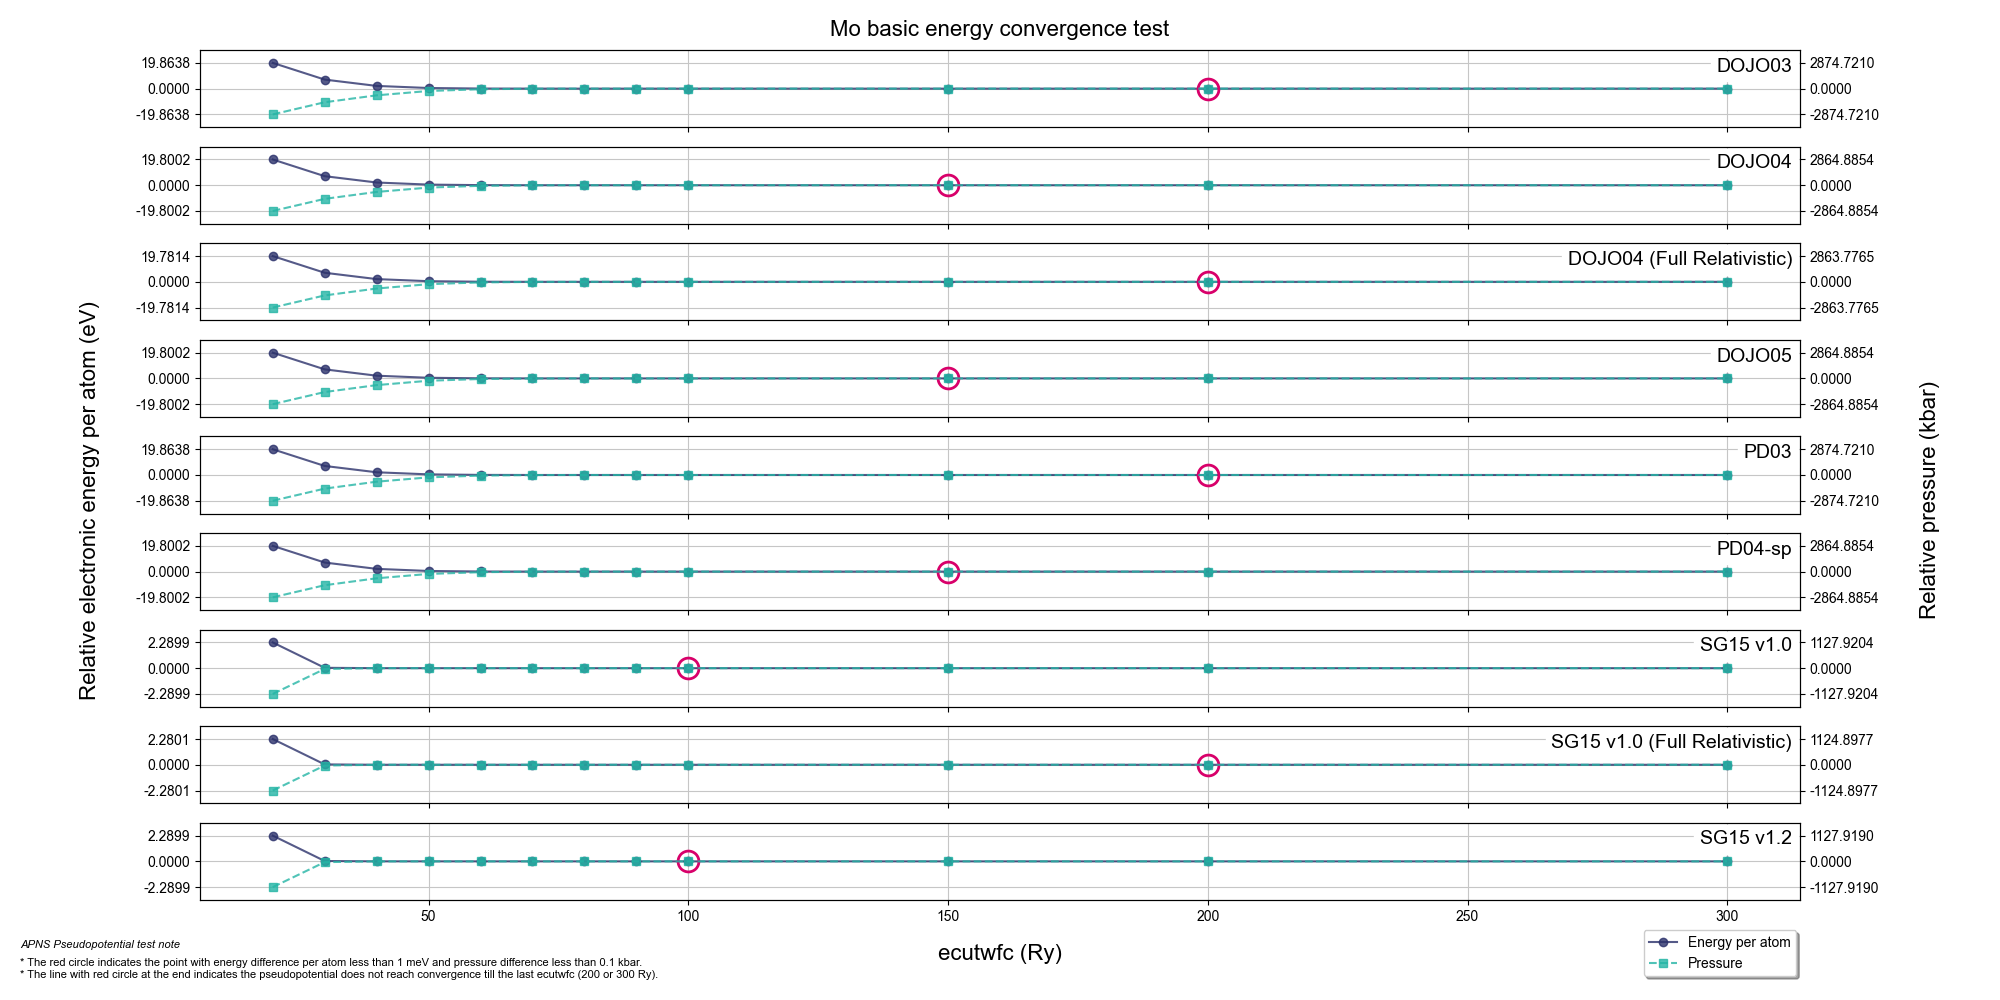 Mo basic energy convergence test
19.8638
0.0000
-19.8638
DOJO03
2874.7210
0.0000
-2874.7210
19.8002
0.0000
-19.8002
DOJO04
2864.8854
0.0000
-2864.8854
19.7814
0.0000
-19.7814
DOJO04 (Full Relativistic)
2863.7765
0.0000
-2863.7765
19.8002
0.0000
-19.8002
DOJO05
2864.8854
0.0000
-2864.8854
19.8638
0.0000
-19.8638
PD03
2874.7210
0.0000
-2874.7210
19.8002
0.0000
-19.8002
PD04-sp
2864.8854
0.0000
-2864.8854
2.2899
0.0000
-2.2899
SG15 v1.0
1127.9204
0.0000
-1127.9204
2.2801
0.0000
-2.2801
SG15 v1.0 (Full Relativistic)
1124.8977
0.0000
-1124.8977
2.2899
0.0000
-2.2899
SG15 v1.2
1127.9190
0.0000
-1127.9190
Relative electronic energy per atom (eV)
Relative pressure (kbar)
50 100 150 200 250 300
ecutwfc (Ry)
Energy per atom
Pressure
APNS Pseudopotential test note
* The red circle indicates the point with energy difference per atom less than 1 meV and pressure difference less than 0.1 kbar.
* The line with red circle at the end indicates the pseudopotential does not reach convergence till the last ecutwfc (200 or 300 Ry).